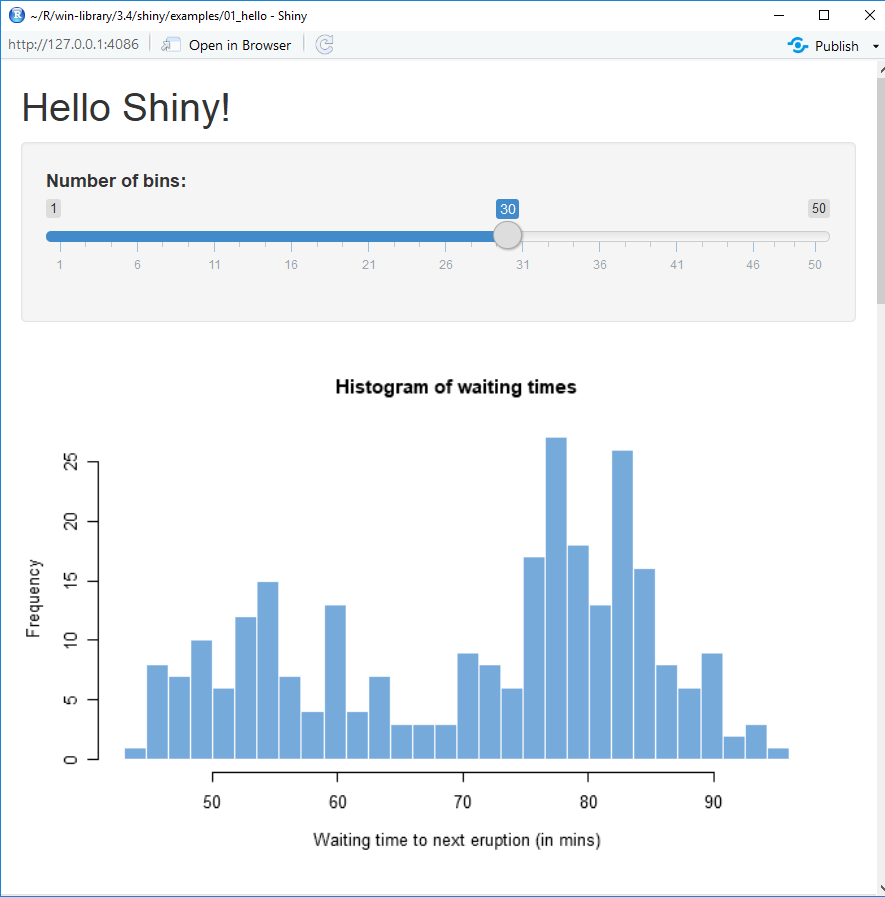 ~/R/win-library/3.4/shiny/examples/01_hello - Shiny
http://127.0.0.1:4086 Open in Browser Publish
Hello Shiny!
Number of bins:
1 30 50
1 6 11 16 21 26 31 36 41 46 50
Histogram of waiting times
25
20
15
10
5
0
Frequency
50 60 70 80 90
Waiting time to next eruption (in mins)